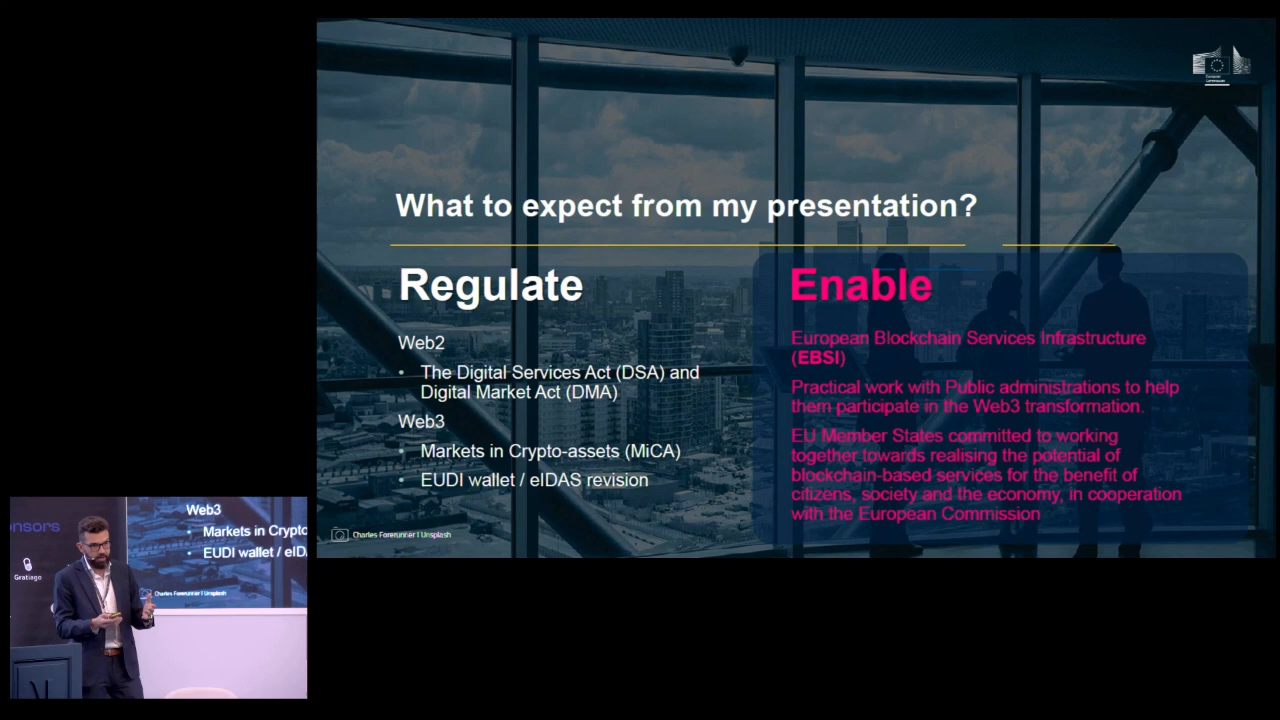 European
Commission
What to expect from my presentation?
Regulate
Web2
• The Digital Services Act (DSA) and
Digital Market Act (DMA)
Web3
• Markets in Crypto-assets (MiCA)
• EUDI wallet / eIDAS revision
Charles Forerunner I Unsplash
Enable
European Blockchain Services Infrastructure
(EBSI)
Practical work with Public administrations to help
them participate in the Web3 transformation.
EU Member States committed to working
together towards realising the potential of
blockchain-based services for the benefit of
citizens, society and the economy, in cooperation
with the European Commission
onsors
Gratiago
Web3
• Markets in Crypto
• EUDI wallet / eID
Charles Forerunner I Unsplash